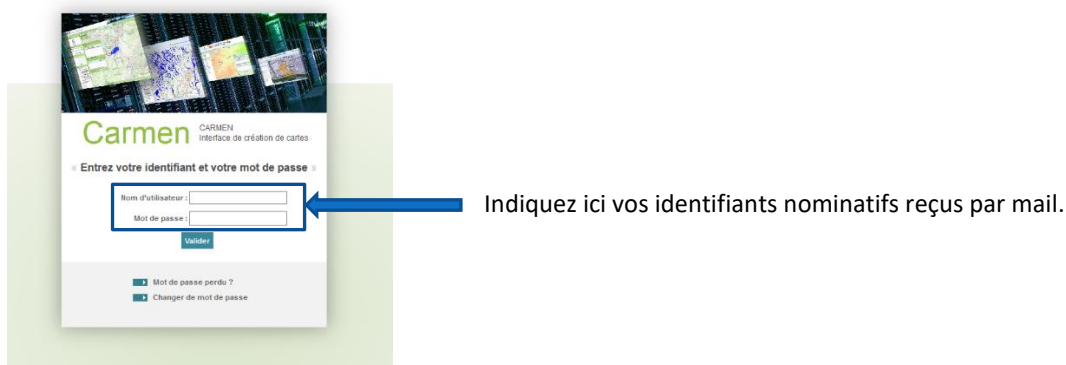 Carmen
CARMEN
Interface de création de cartes
Entrez votre identifiant et votre mot de passe
Nom d'utilisateur :
Mot de passe :
Valider
Mot de passe perdu ?
Changer de mot de passe
Indiquez ici vos identifiants nominatifs reçus par mail.